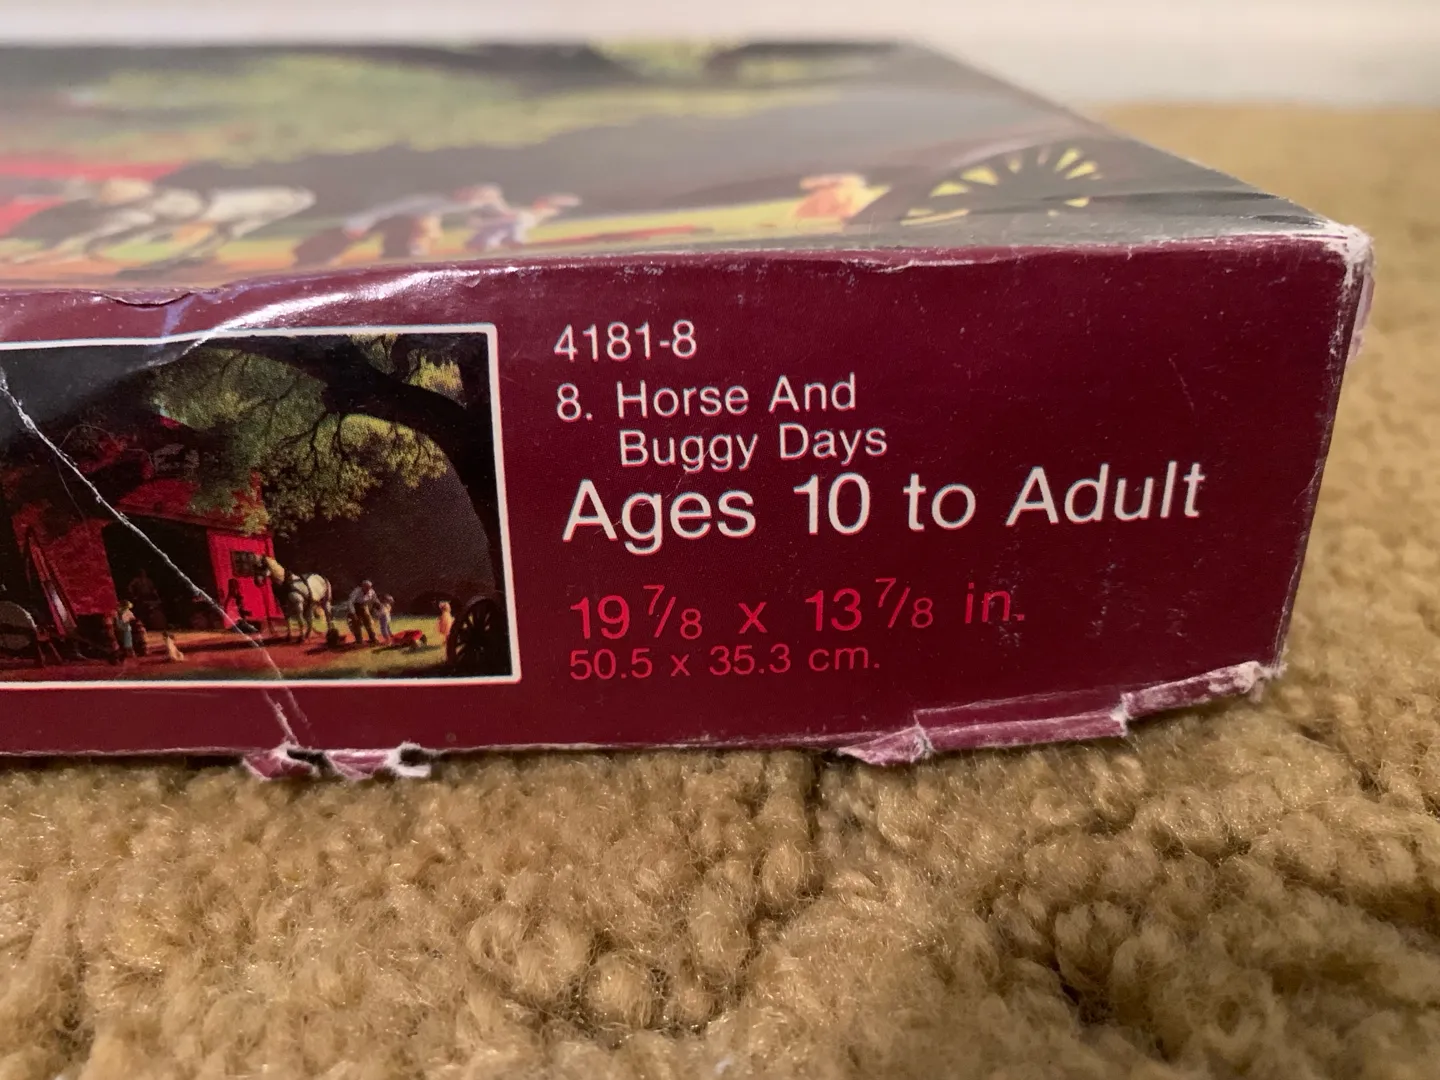 4181-8
8. Horse And
Buggy Days
Ages 10 to Adult
19 7/8 x 13 7/8 in.
50.5 x 35.3 cm.